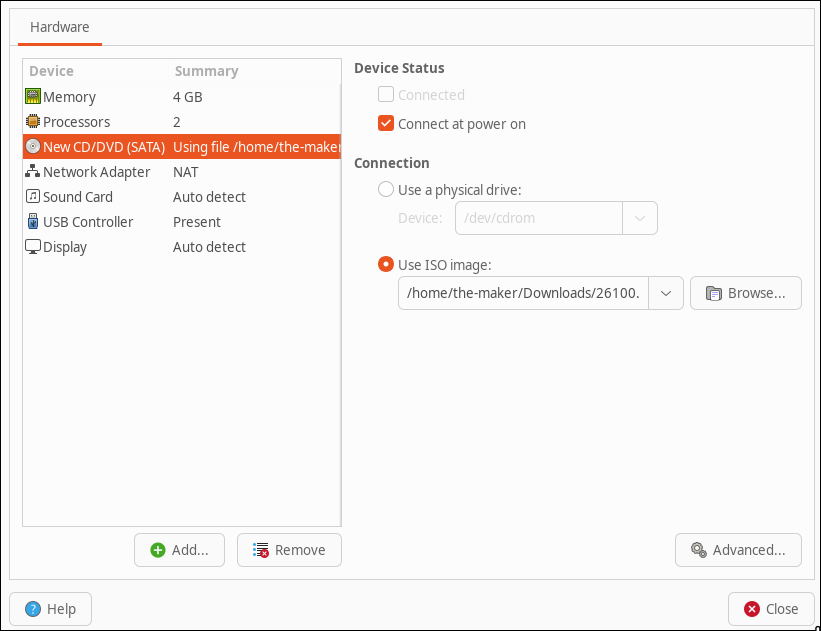 Hardware
Device Summary
Memory 4 GB
Processors 2
New CD/DVD (SATA) Using file /home/the-maker
Network Adapter NAT
Sound Card Auto detect
USB Controller Present
Display Auto detect
Add...
Remove
Device Status
Connected
Connect at power on
Connection
Use a physical drive:
Device: /dev/cdrom
Use ISO image:
/home/the-maker/Downloads/26100.
Browse...
Advanced...
Help
Close